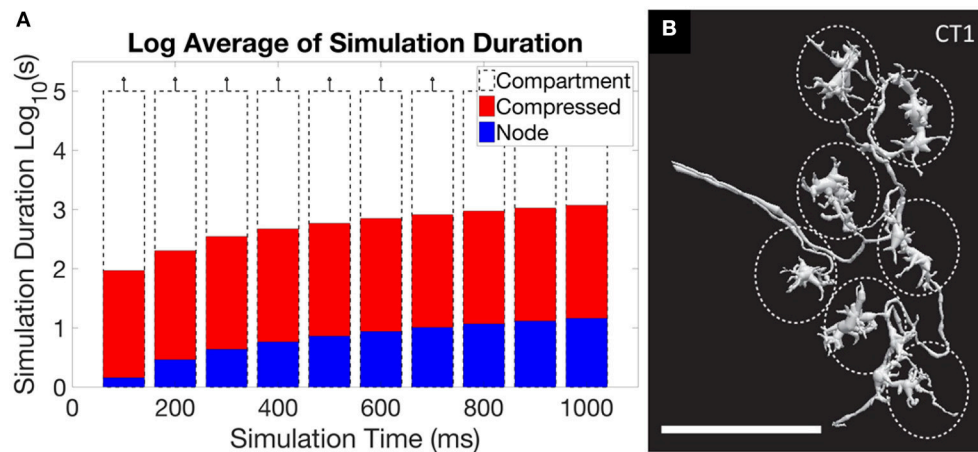 A
Log Average of Simulation Duration
Simulation Duration Log10(s)
5
4
3
2
1
0
Compartment
Compressed
Node
0 200 400 600 800 1000
Simulation Time (ms)
B
CT1